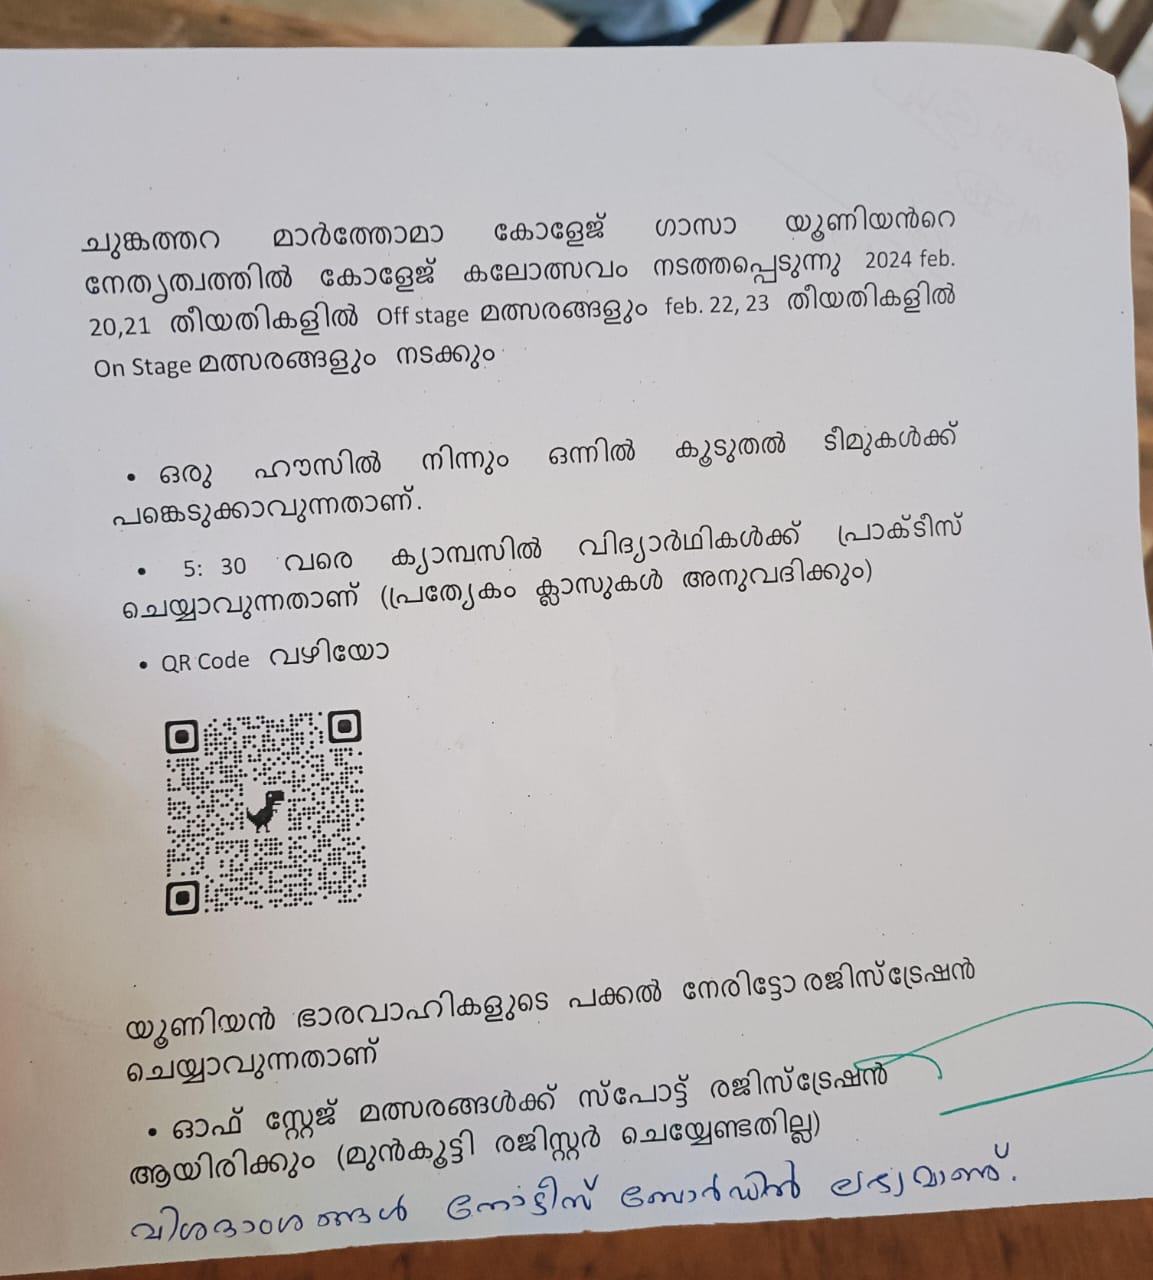 ചുങ്കത്തറ മാർത്തോമാ കോളേജ് ഗാസാ യൂണിയൻറെ
നേതൃത്വത്തിൽ കോളേജ് കലോത്സവം നടത്തപ്പെടുന്നു 2024 feb.
20,21 തീയതികളിൽ Off stage മത്സരങ്ങളും feb. 22, 23 തീയതികളിൽ
On Stage മത്സരങ്ങളും നടക്കും
• ഒരു ഹൗസിൽ നിന്നും ഒന്നിൽ കൂടുതൽ ടീമുകൾക്ക്
പങ്കെടുക്കാവുന്നതാണ്.
• 5: 30 വരെ ക്യാമ്പസിൽ വിദ്യാർഥികൾക്ക് പ്രാക്ടീസ്
ചെയ്യാവുന്നതാണ് (പ്രത്യേകം ക്ലാസുകൾ അനുവദിക്കും)
• QR Code വഴിയോ
യൂണിയൻ ഭാരവാഹികളുടെ പക്കൽ നേരിട്ടോ രജിസ്ട്രേഷൻ
ചെയ്യാവുന്നതാണ്
• ഓഫ് സ്റ്റേജ് മത്സരങ്ങൾക്ക് സ്പോട്ട് രജിസ്ട്രേഷൻ
ആയിരിക്കും (മുൻകൂട്ടി രജിസ്റ്റർ ചെയ്യേണ്ടതില്ല)
വിശദാംശങ്ങൾ നോട്ടീസ് ബോർഡിൽ ലഭ്യമാണ്.